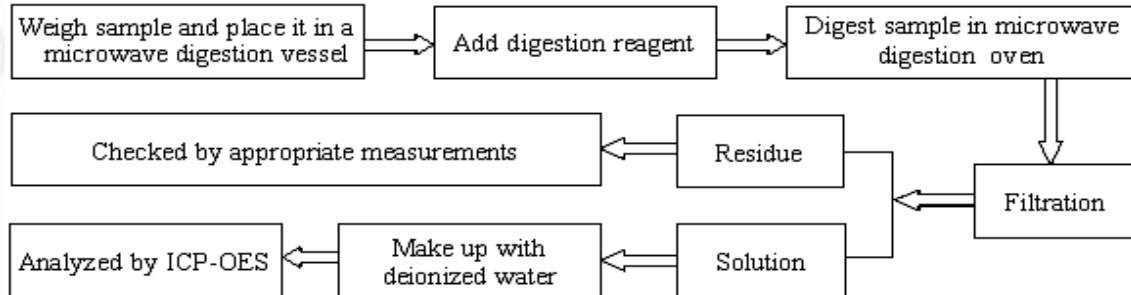 Weigh sample and place it in a
microwave digestion vessel
Add digestion reagent
Digest sample in microwave
digestion oven
Filtration
Residue
Checked by appropriate measurements
Solution
Make up with
deionized water
Analyzed by ICP-OES